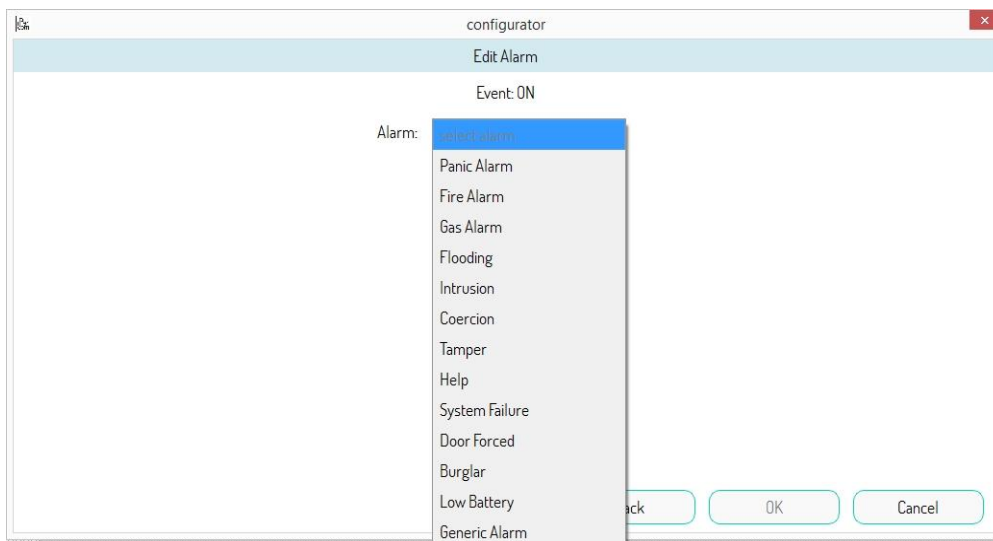 configurator
Edit Alarm
Event: ON
Alarm:
select alarm
Panic Alarm
Fire Alarm
Gas Alarm
Flooding
Intrusion
Coercion
Tamper
Help
System Failure
Door Forced
Burglar
Low Battery
Generic Alarm
ack
OK
Cancel